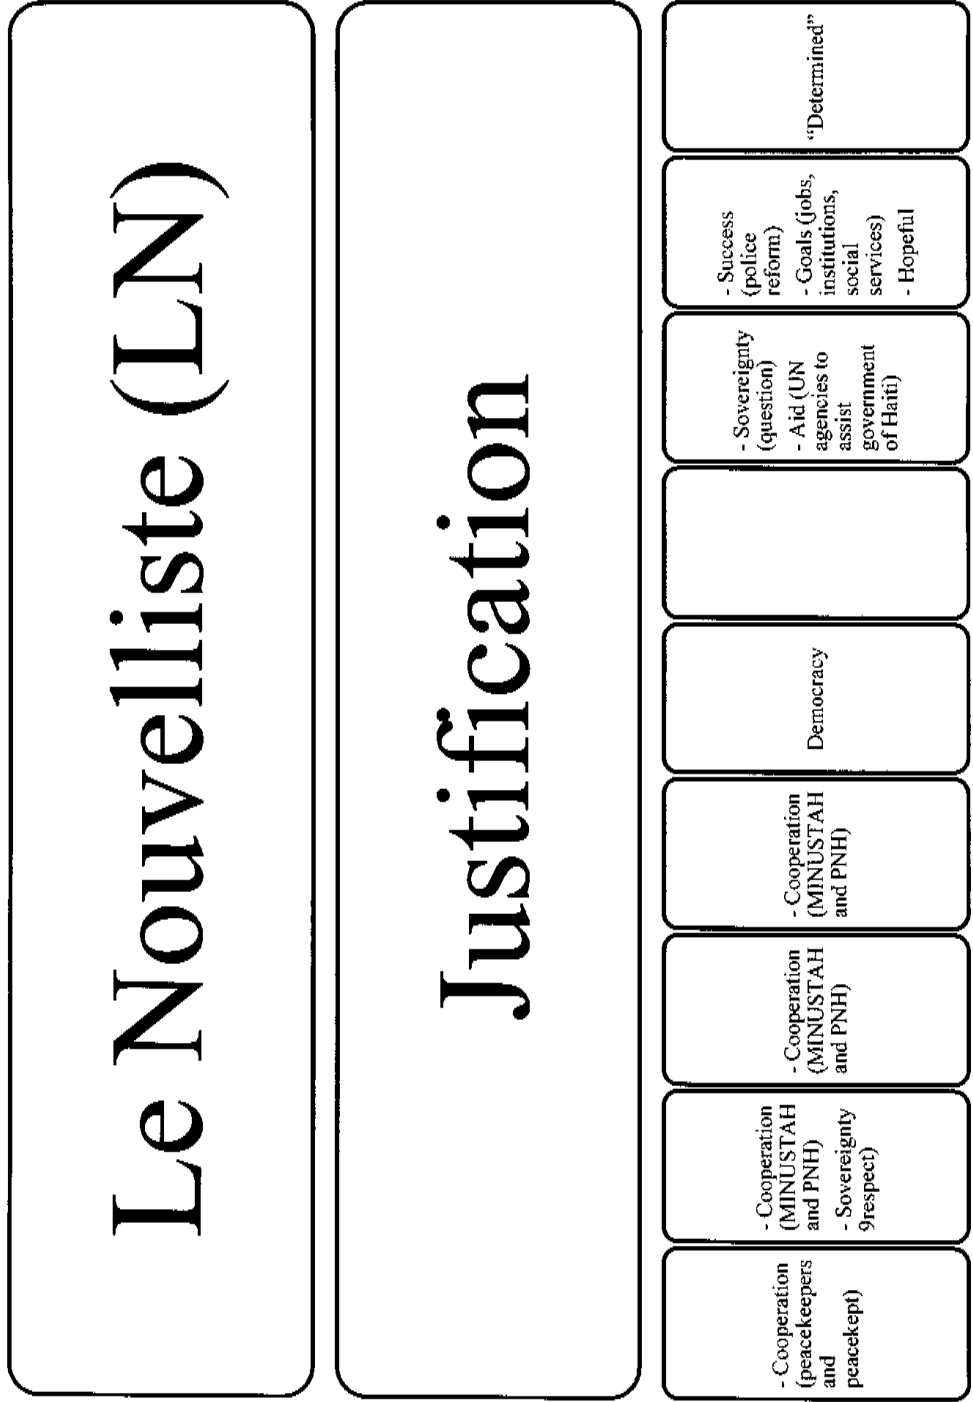 Le Nouvelliste (LN)
Justification
- Cooperation
(peacekeepers
and
peacekept)
- Cooperation
(MINUSTAH
and PNH)
- Sovereignty
9respect)
- Cooperation
(MINUSTAH
and PNH)
- Cooperation
(MINUSTAH
and PNH)
Democracy
- Sovereignty
(question)
- Aid (UN
agencies to
assist
government
of Haiti)
- Success
(police
reform)
- Goals (jobs,
institutions,
social
services)
- Hopeful
“Determined”